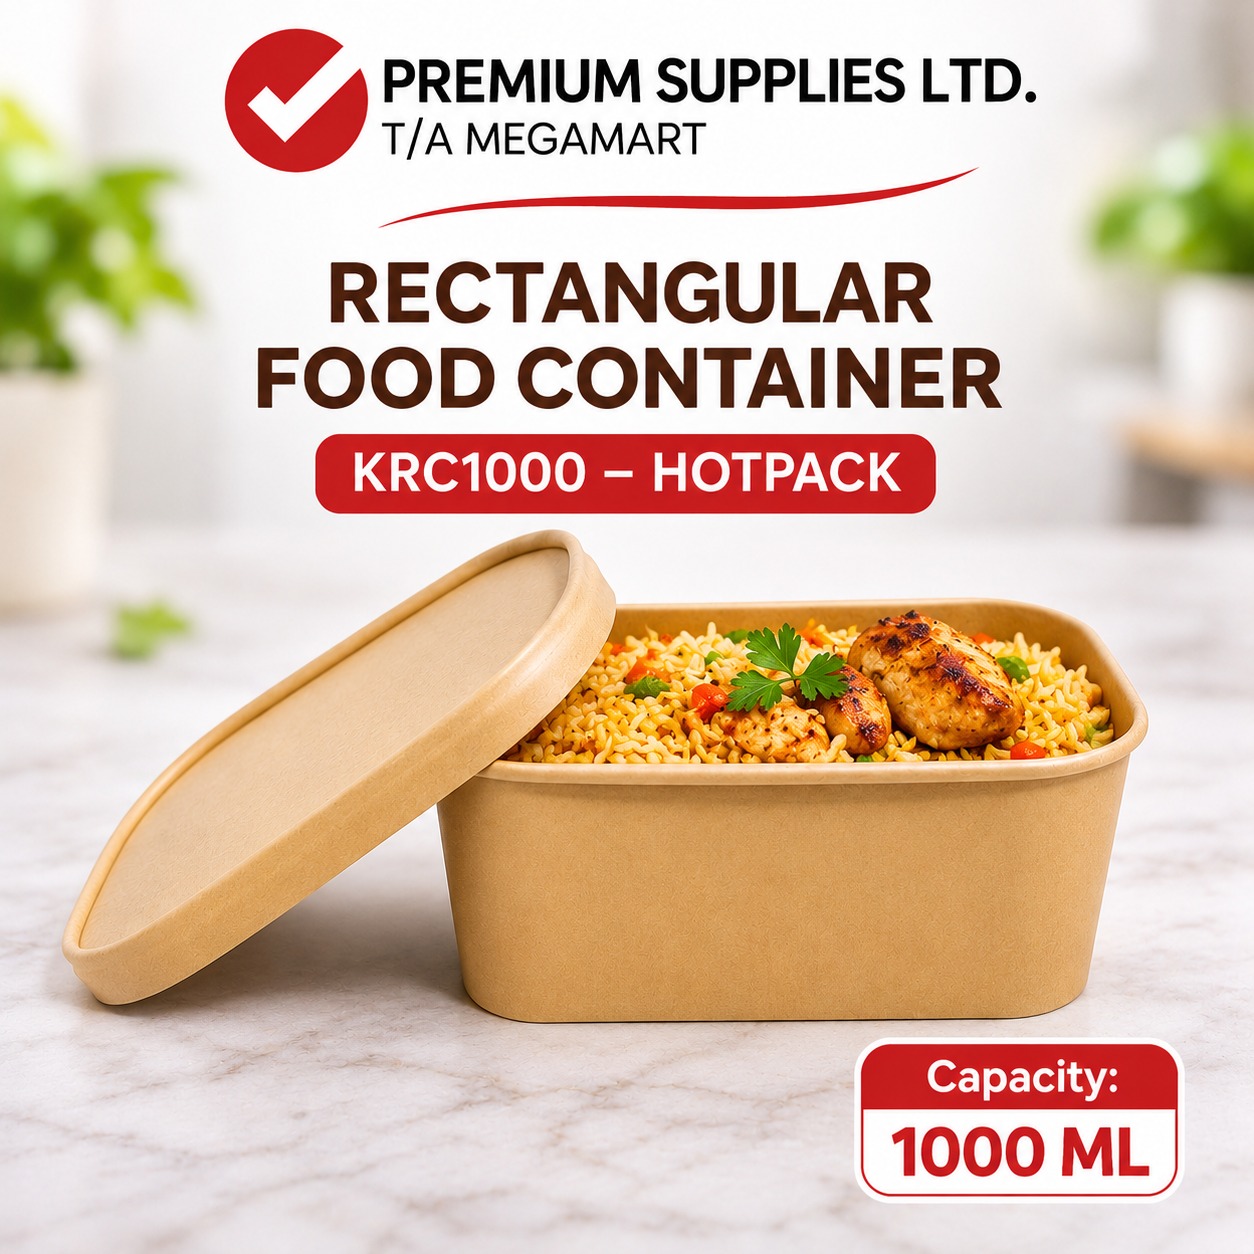 PREMIUM SUPPLIES LTD.
T/A MEGAMART
RECTANGULAR
FOOD CONTAINER
KRC1000 – HOTPACK
Capacity:
1000 ML